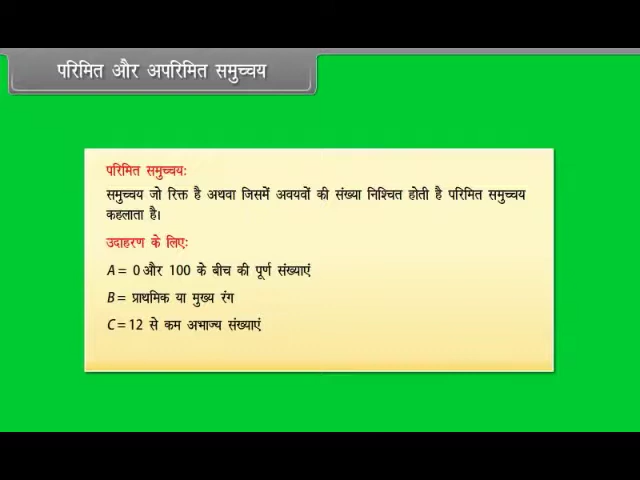 परिमित और अपरिमित समुच्चय
परिमित समुच्चय:
समुच्चय जो रिक्त है अथवा जिसमें अवयवों की संख्या निश्चित होती है परिमित समुच्चय
कहलाता है।
उदाहरण के लिए:
A = 0 और 100 के बीच की पूर्ण संख्याएं
B = प्राथमिक या मुख्य रंग
C = 12 से कम अभाज्य संख्याएं